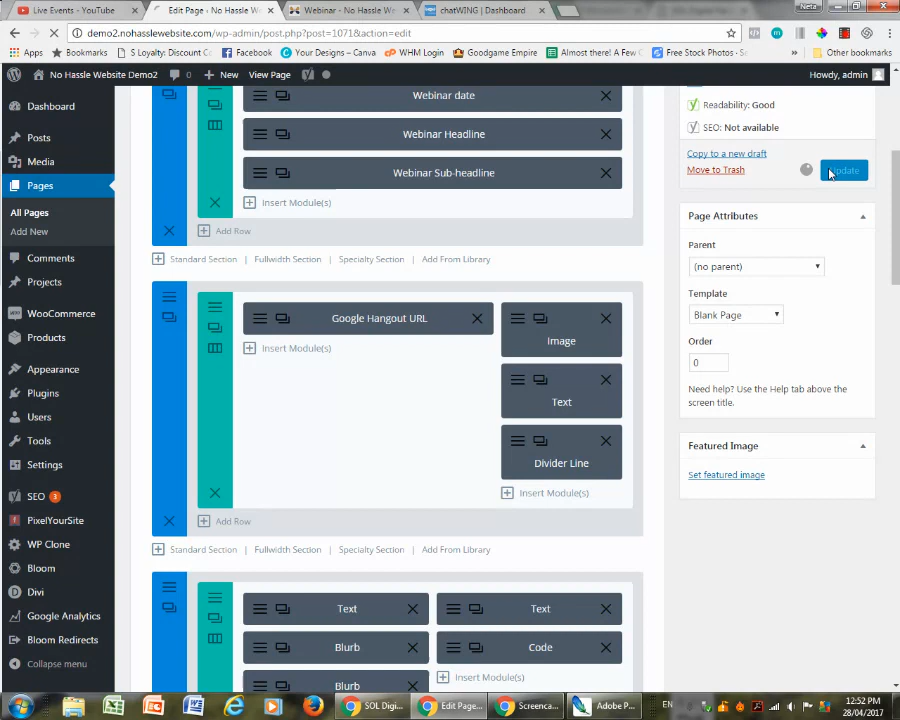 Live Events - YouTube
Edit Page ‹ No Hassle W
Webinar - No Hassle Web
chatWING | Dashboard
Neta
demo2.nohasslewebsite.com/wp-admin/post.php?post=1071&action=edit
Apps
Bookmarks
S Loyalty: Discount Co
Facebook
Your Designs - Canva
WHM Login
Goodgame Empire
Almost there! A Few
Free Stock Photos - S
»
Other bookmarks
No Hassle Website Demo2
New
View Page
Howdy, admin
Dashboard
Posts
Media
Pages
All Pages
Add New
Comments
Projects
WooCommerce
Products
Appearance
Plugins
Users
Tools
Settings
SEO 3
PixelYourSite
WP Clone
Bloom
Divi
Google Analytics
Bloom Redirects
Collapse menu
Webinar date
Webinar Headline
Webinar Sub-headline
Insert Module(s)
Add Row
Standard Section | Fullwidth Section | Specialty Section | Add From Library
Google Hangout URL
Insert Module(s)
Image
Text
Divider Line
Insert Module(s)
Add Row
Standard Section | Fullwidth Section | Specialty Section | Add From Library
Text
Text
Blurb
Code
Blurb
Insert Module(s)
Readability: Good
SEO: Not available
Copy to a new draft
Move to Trash
Update
Page Attributes
Parent
(no parent)
Template
Blank Page
Order
0
Need help? Use the Help tab above the
screen title.
Featured Image
Set featured image
SOL Digi...
Edit Page...
Screenca...
Adobe P...
EN
12:52 PM
28/04/2017